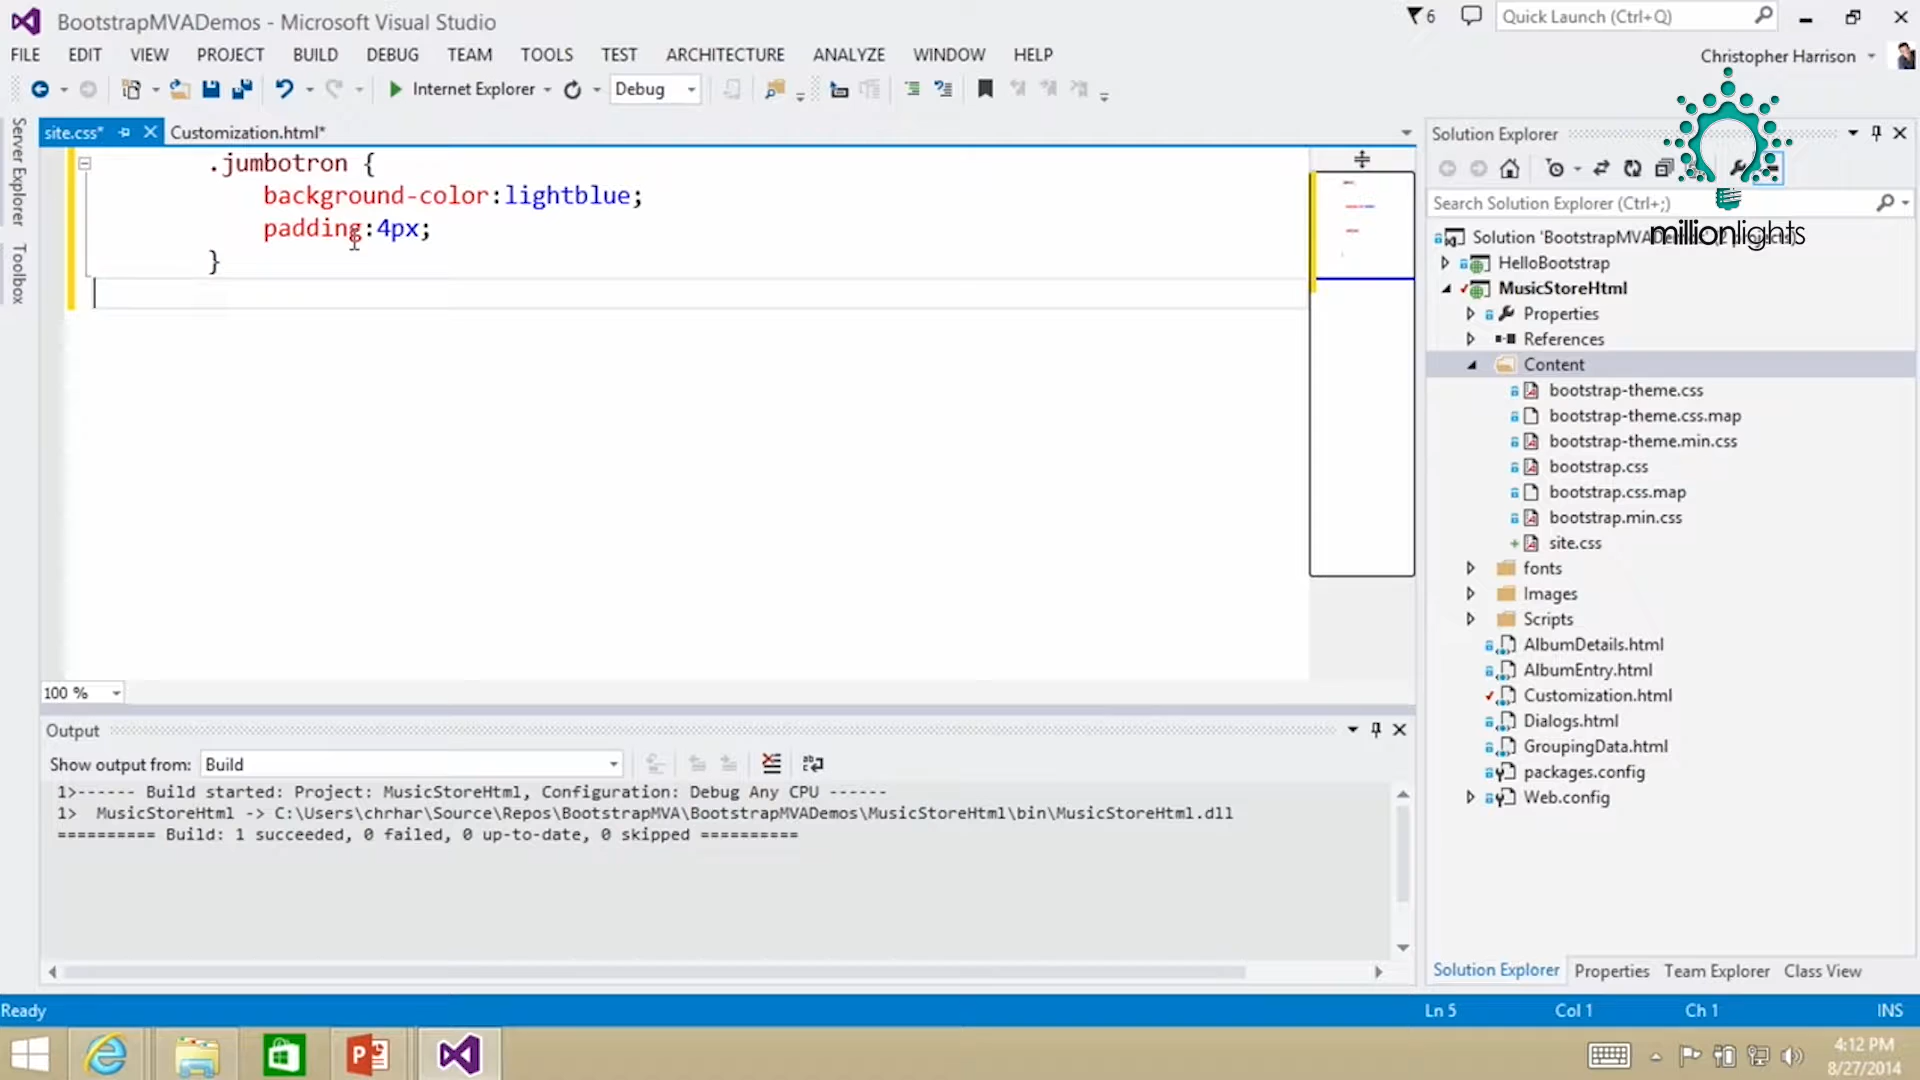 BootstrapMVADemos - Microsoft Visual Studio
6
Quick Launch (Ctrl+Q)
FILE EDIT VIEW PROJECT BUILD DEBUG TEAM TOOLS TEST ARCHITECTURE ANALYZE WINDOW HELP
Christopher Harrison
Internet Explorer
Debug
Server Explorer
Toolbox
site.css*
Customization.html*
.jumbotron {
background-color:lightblue;
padding:4px;
}
100 %
Output
Show output from: Build
1>------ Build started: Project: MusicStoreHtml, Configuration: Debug Any CPU ------
1> MusicStoreHtml -> C:\Users\chrhar\Source\Repos\BootstrapMVA\BootstrapMVADemos\MusicStoreHtml\bin\MusicStoreHtml.dll
========== Build: 1 succeeded, 0 failed, 0 up-to-date, 0 skipped ==========
Solution Explorer
Search Solution Explorer (Ctrl+;)
millionlights
Solution 'BootstrapMVADemos'
HelloBootstrap
MusicStoreHtml
Properties
References
Content
bootstrap-theme.css
bootstrap-theme.css.map
bootstrap-theme.min.css
bootstrap.css
bootstrap.css.map
bootstrap.min.css
site.css
fonts
Images
Scripts
AlbumDetails.html
AlbumEntry.html
Customization.html
Dialogs.html
GroupingData.html
packages.config
Web.config
Solution Explorer Properties Team Explorer Class View
Ready
Ln 5 Col 1 Ch 1 INS
4:12 PM
8/27/2014